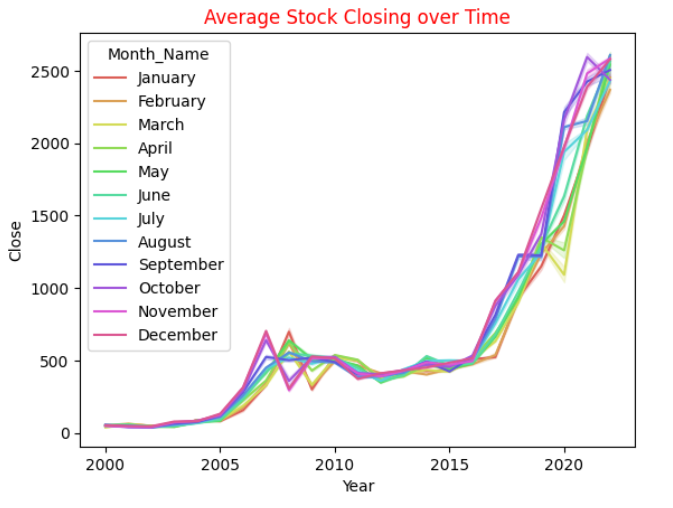 Average Stock Closing over Time
Month_Name
January
February
March
April
May
June
July
August
September
October
November
December
2500
2000
1500
1000
500
0
Close
2000 2005 2010 2015 2020
Year